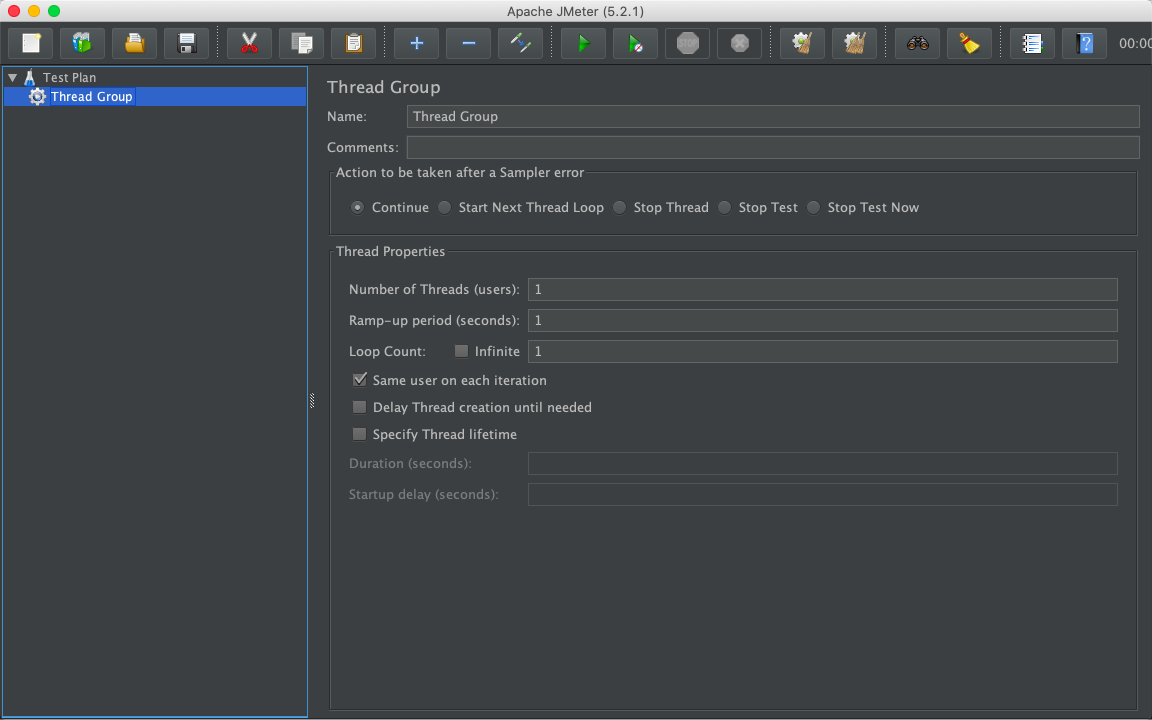 Apache JMeter (5.2.1)
STOP
?
Test Plan
Thread Group
Thread Group
Name: Thread Group
Comments:
Action to be taken after a Sampler error
Continue Start Next Thread Loop Stop Thread Stop Test Stop Test Now
Thread Properties
Number of Threads (users): 1
Ramp-up period (seconds): 1
Loop Count: Infinite 1
Same user on each iteration
Delay Thread creation until needed
Specify Thread lifetime
Duration (seconds):
Startup delay (seconds):